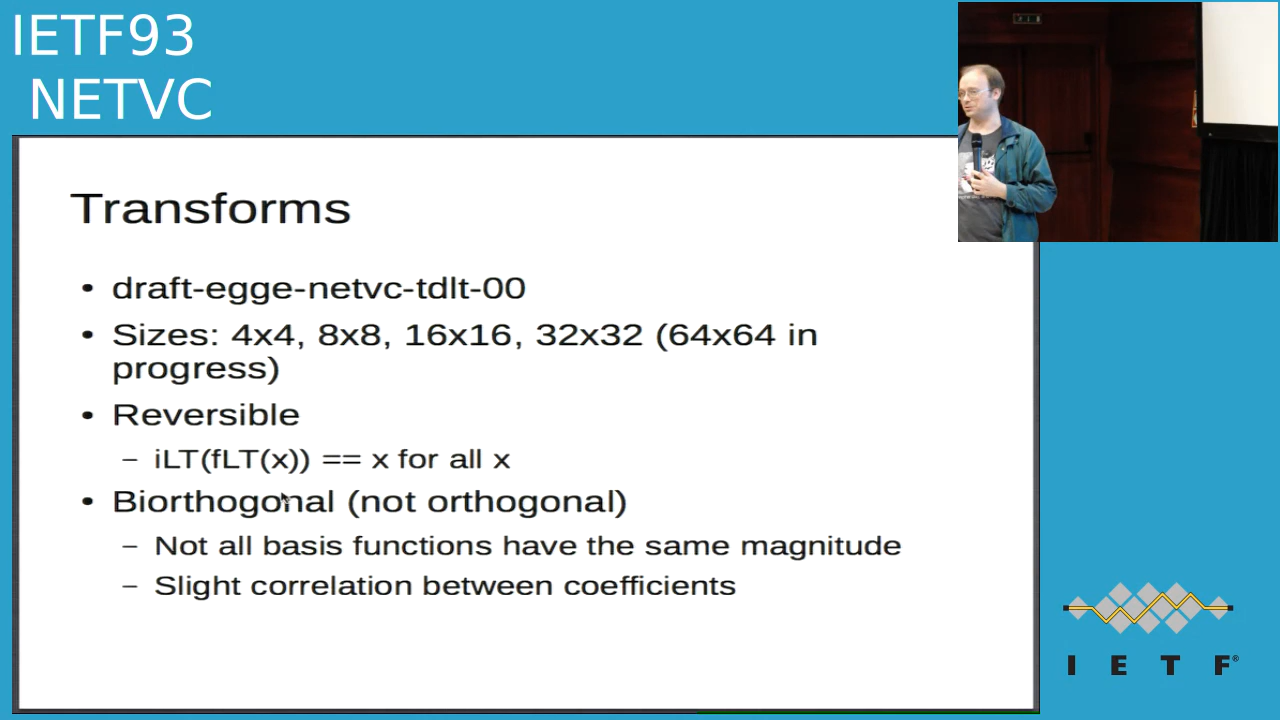 IETF93
NETVC
Transforms
• draft-egge-netvc-tdlt-00
• Sizes: 4x4, 8x8, 16x16, 32x32 (64x64 in
progress)
• Reversible
– iLT(fLT(x)) == x for all x
• Biorthogonal (not orthogonal)
– Not all basis functions have the same magnitude
– Slight correlation between coefficients
I E T F®